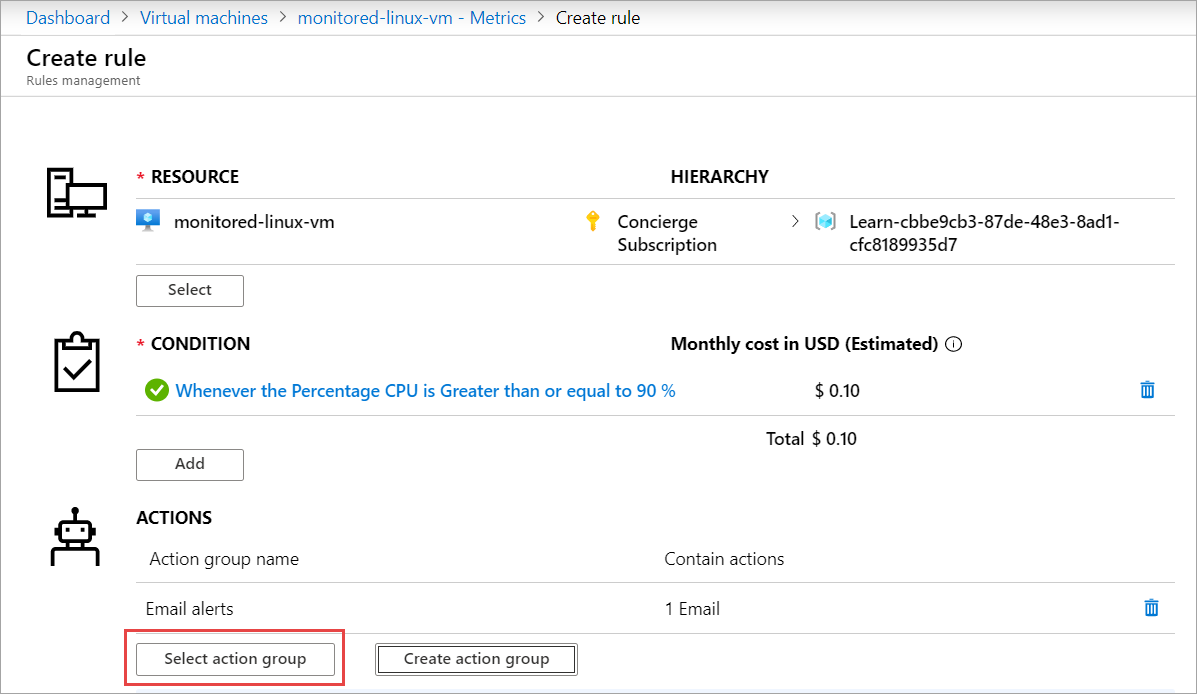 Dashboard > Virtual machines > monitored-linux-vm - Metrics > Create rule
Create rule
Rules management
* RESOURCE HIERARCHY
monitored-linux-vm Concierge > Learn-cbbe9cb3-87de-48e3-8ad1-
Subscription cfc8189935d7
Select
* CONDITION Monthly cost in USD (Estimated)
Whenever the Percentage CPU is Greater than or equal to 90 % $ 0.10
Total $ 0.10
Add
ACTIONS
Action group name Contain actions
Email alerts 1 Email
Select action group Create action group